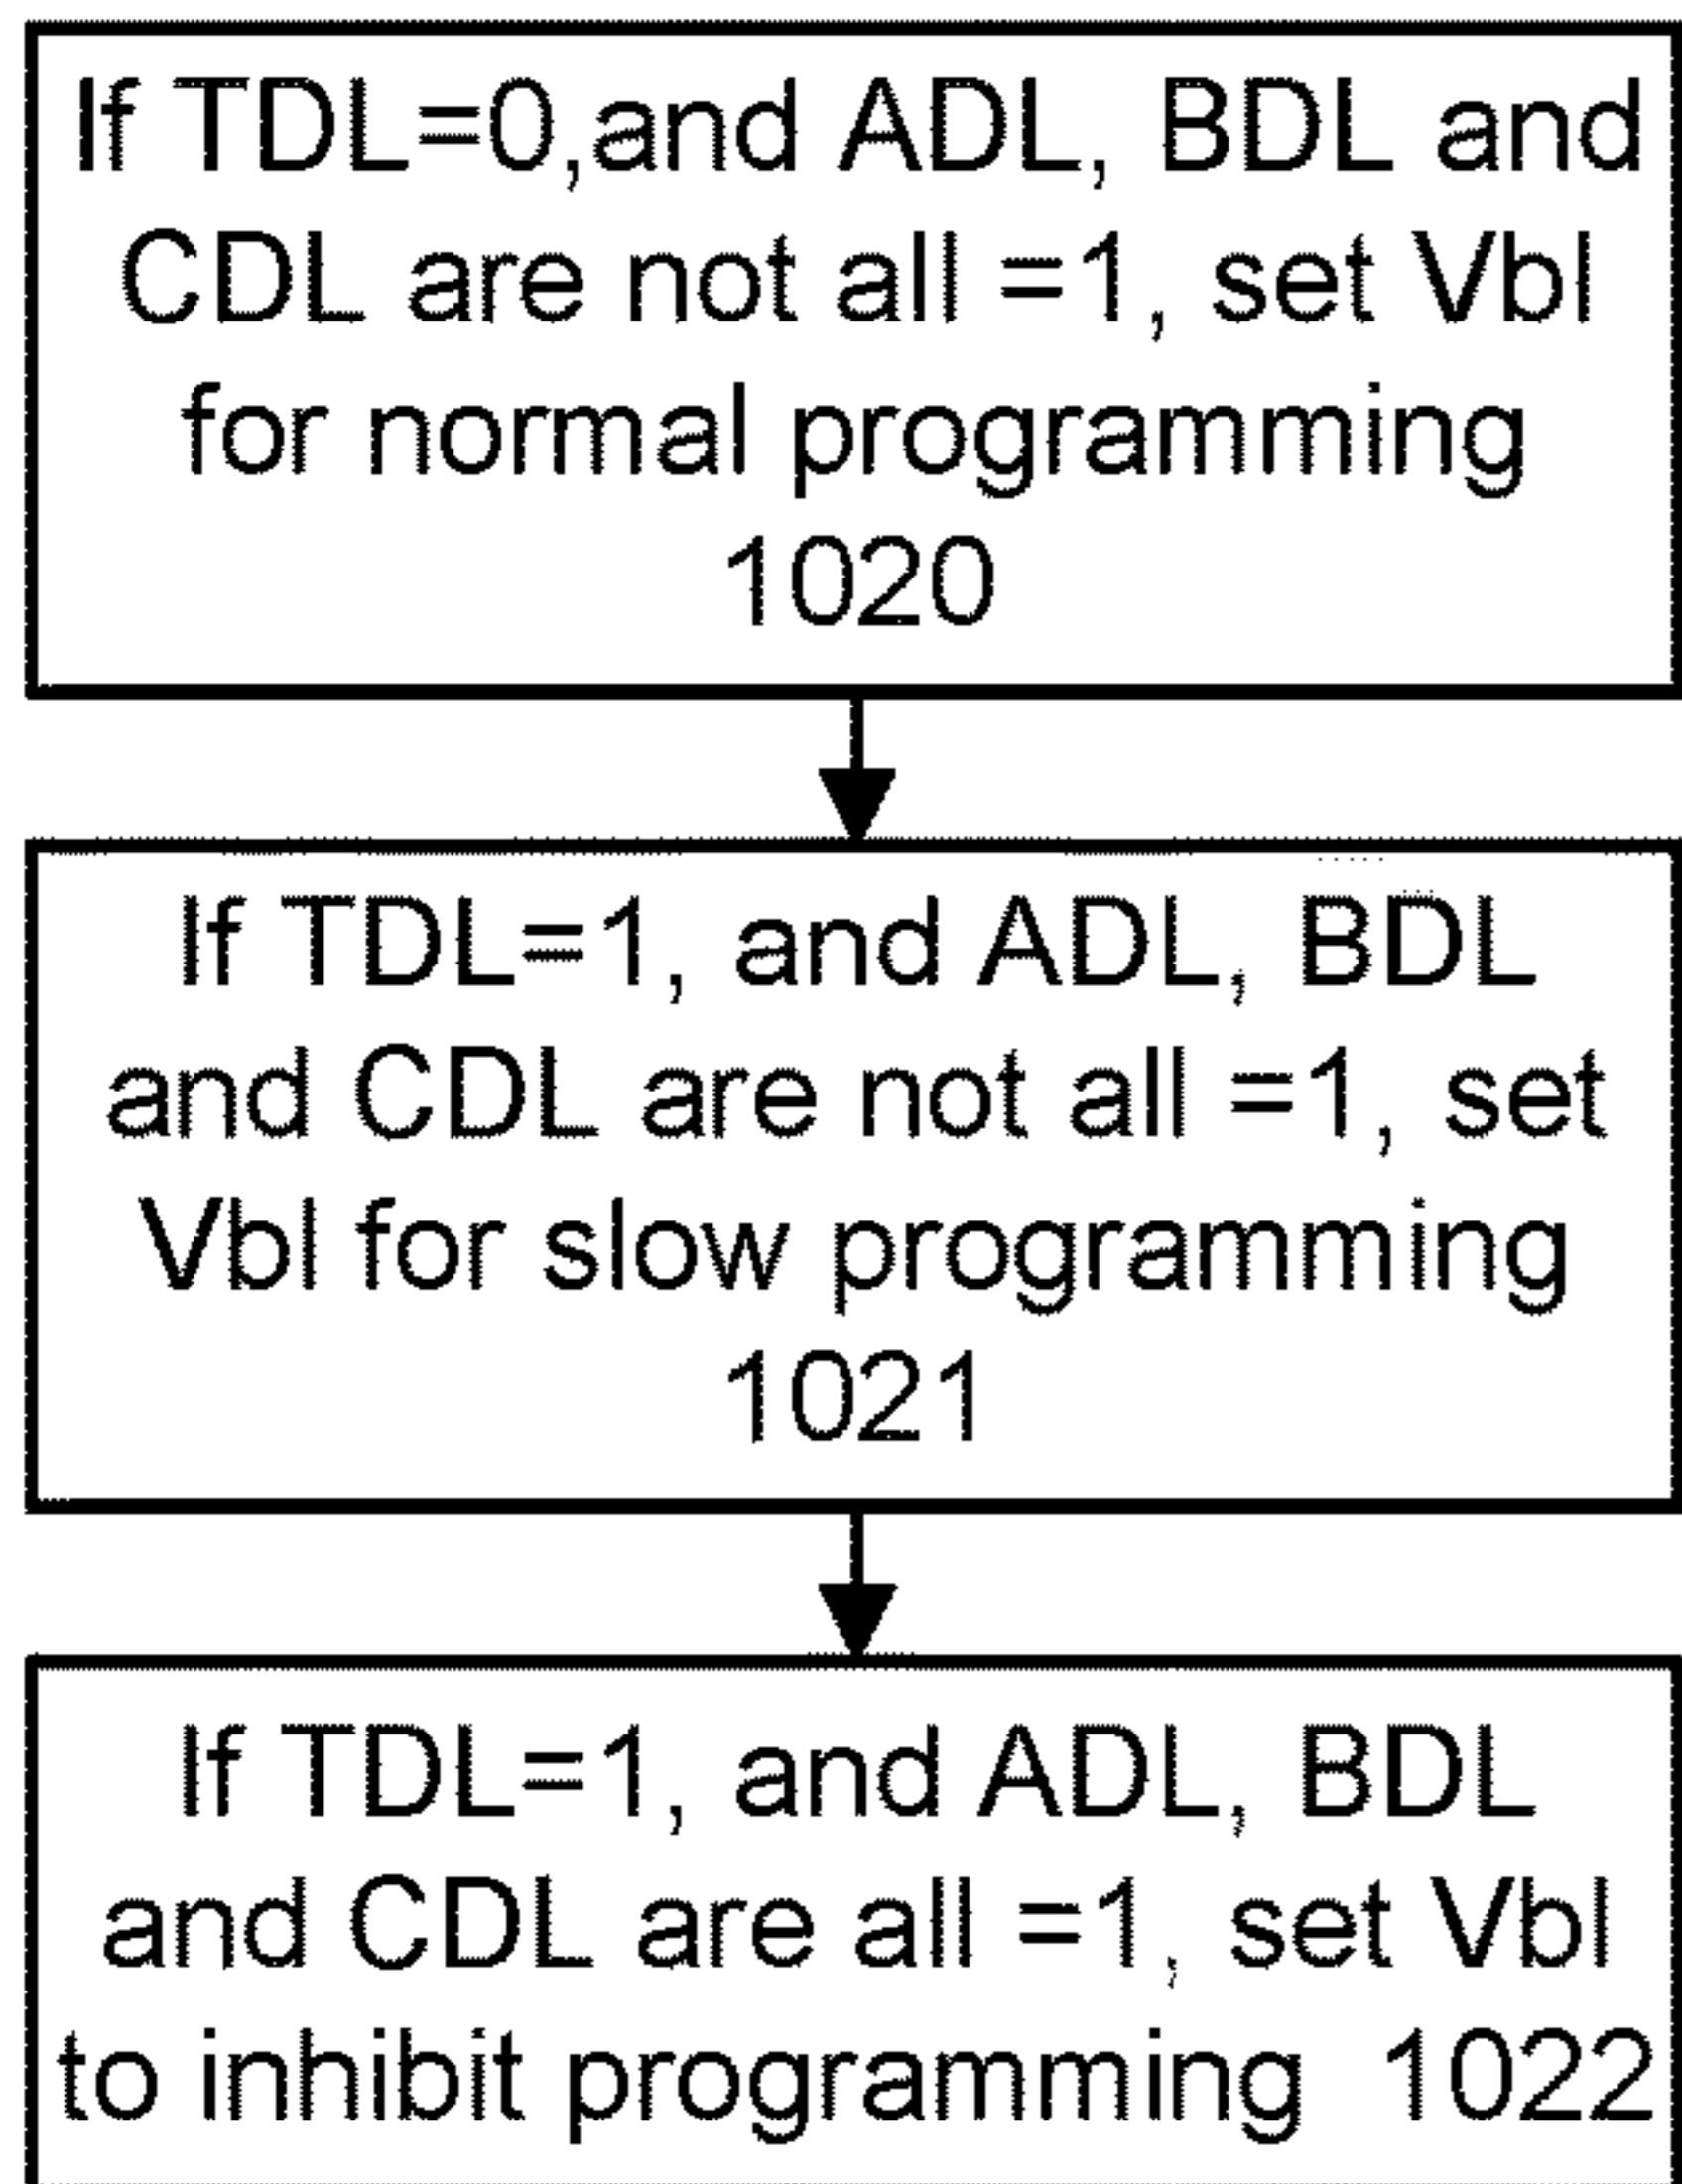 If TDL=0,and ADL, BDL and
CDL are not all =1, set Vbl
for normal programming
1020
If TDL=1, and ADL, BDL
and CDL are not all =1, set
Vbl for slow programming
1021
If TDL=1, and ADL, BDL
and CDL are all =1, set Vbl
to inhibit programming 1022